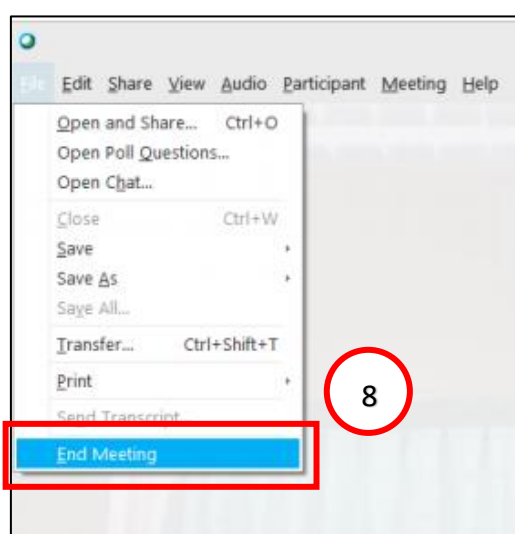 File Edit Share View Audio Participant Meeting Help
Open and Share... Ctrl+O
Open Poll Questions...
Open Chat...
Close Ctrl+W
Save
Save As
Save All...
Transfer... Ctrl+Shift+T
Print
8
Send Transcript...
End Meeting